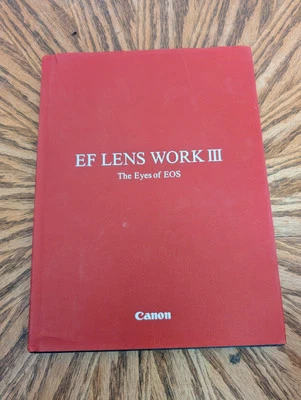 EF LENS WORK III
The Eyes of EOS
Canon